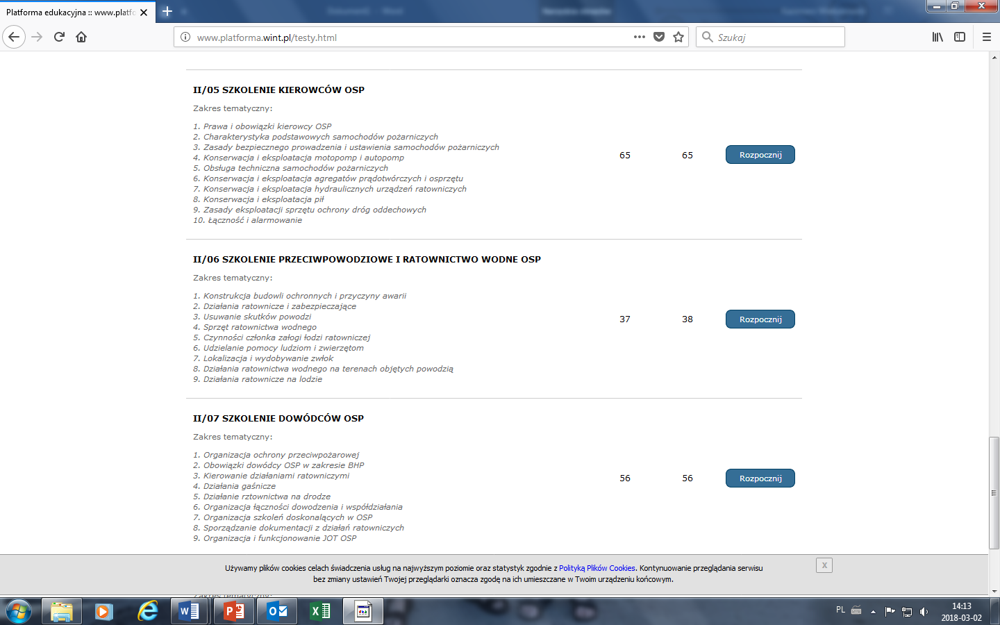 Platforma edukacyjna :: www.platfo
www.platforma.wint.pl/testy.html
Szukaj
II/05 SZKOLENIE KIEROWCÓW OSP
Zakres tematyczny:
1. Prawa i obowiązki kierowcy OSP
2. Charakterystyka podstawowych samochodów pożarniczych
3. Zasady bezpiecznego prowadzenia i ustawienia samochodów pożarniczych
4. Konserwacja i eksploatacja motopomp i autopomp
5. Obsługa techniczna samochodów pożarniczych
6. Konserwacja i eksploatacja agregatów prądotwórczych i osprzętu
7. Konserwacja i eksploatacja hydraulicznych urządzeń ratowniczych
8. Konserwacja i eksploatacja pił
9. Zasady eksploatacji sprzętu ochrony dróg oddechowych
10. Łączność i alarmowanie
65 65 Rozpocznij
II/06 SZKOLENIE PRZECIWPOWODZIOWE I RATOWNICTWO WODNE OSP
Zakres tematyczny:
1. Konstrukcja budowli ochronnych i przyczyny awarii
2. Działania ratownicze i zabezpieczające
3. Usuwanie skutków powodzi
4. Sprzęt ratownictwa wodnego
5. Czynności członka załogi łodzi ratowniczej
6. Udzielanie pomocy ludziom i zwierzętom
7. Lokalizacja i wydobywanie zwłok
8. Działania ratownictwa wodnego na terenach objętych powodzią
9. Działania ratownicze na lodzie
37 38 Rozpocznij
II/07 SZKOLENIE DOWÓDCÓW OSP
Zakres tematyczny:
1. Organizacja ochrony przeciwpożarowej
2. Obowiązki dowódcy OSP w zakresie BHP
3. Kierowanie działaniami ratowniczymi
4. Działania gaśnicze
5. Działanie rztownictwa na drodze
6. Organizacja łączności dowodzenia i współdziałania
7. Organizacja szkoleń doskonalących w OSP
8. Sporządzanie dokumentacji z działań ratowniczych
9. Organizacja i funkcjonowanie JOT OSP
56 56 Rozpocznij
Używamy plików cookies celach świadczenia usług na najwyższym poziomie oraz statystyk zgodnie z Polityką Plików Cookies. Kontynuowanie przeglądania serwisu
bez zmiany ustawień Twojej przeglądarki oznacza zgodę na ich umieszczane w Twoim urządzeniu końcowym.
x
Zakres tematyczny:
PL
14:13
2018-03-02